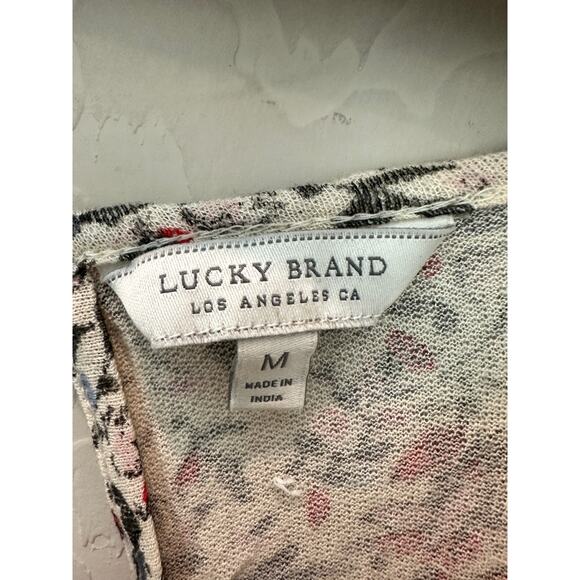 LUCKY BRAND
LOS ANGELES CA
M
MADE IN
INDIA